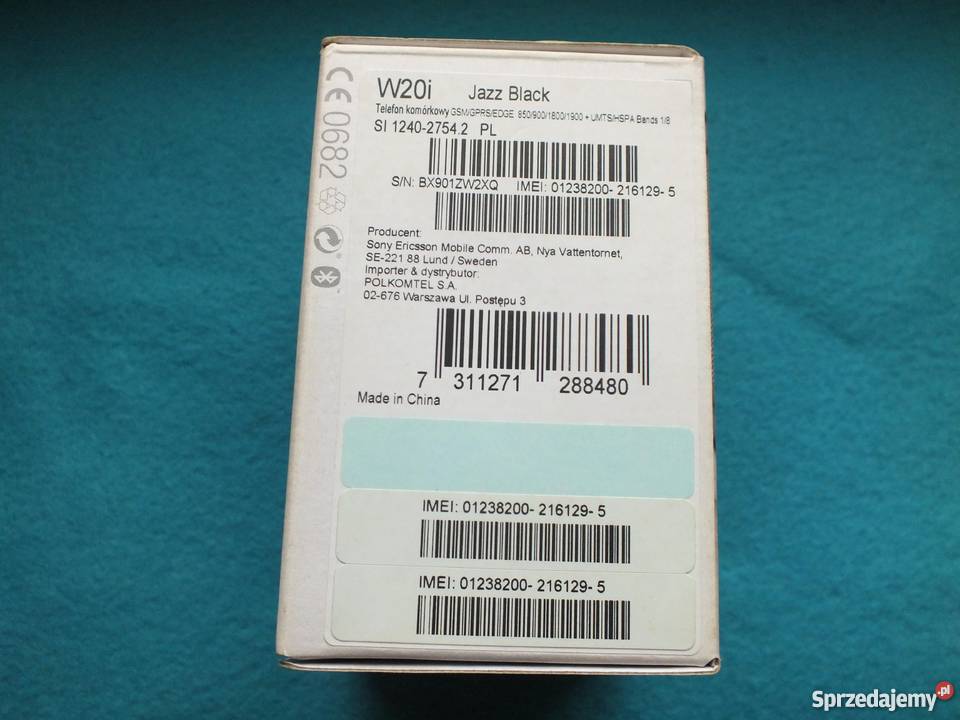 CE 0682
W20i Jazz Black
Telefon komórkowy GSM/GPRS/EDGE 850/900/1800/1900 + UMTS/HSPA Bands 1/8
SI 1240-2754.2 PL
S/N: BX901ZW2XQ IMEI: 01238200- 216129- 5
Producent:
Sony Ericsson Mobile Comm. AB, Nya Vattentornet,
SE-221 88 Lund / Sweden
Importer & dystrybutor:
POLKOMTEL S.A.
02-676 Warszawa Ul. Postępu 3
7 311271 288480
Made in China
IMEI: 01238200- 216129- 5
IMEI: 01238200- 216129- 5
Sprzedajemy.pl